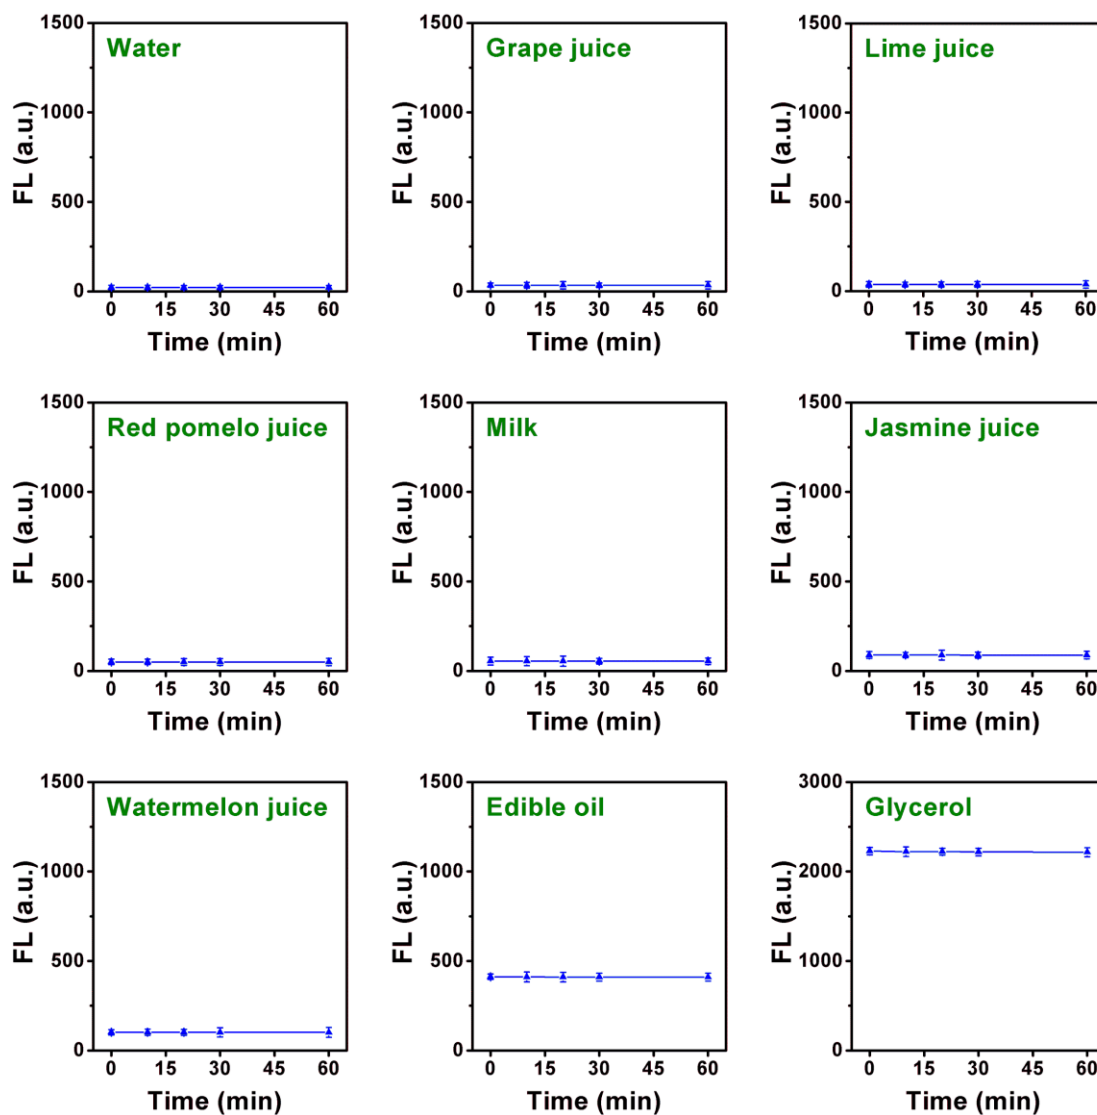 Water
1500
1000
500
0
FL (a.u.)
0 15 30 45 60
Time (min)
Grape juice
1500
1000
500
0
FL (a.u.)
0 15 30 45 60
Time (min)
Lime juice
1500
1000
500
0
FL (a.u.)
0 15 30 45 60
Time (min)
Red pomelo juice
1500
1000
500
0
FL (a.u.)
0 15 30 45 60
Time (min)
Milk
1500
1000
500
0
FL (a.u.)
0 15 30 45 60
Time (min)
Jasmine juice
1500
1000
500
0
FL (a.u.)
0 15 30 45 60
Time (min)
Watermelon juice
1500
1000
500
0
FL (a.u.)
0 15 30 45 60
Time (min)
Edible oil
1500
1000
500
0
FL (a.u.)
0 15 30 45 60
Time (min)
Glycerol
3000
2000
1000
0
FL (a.u.)
0 15 30 45 60
Time (min)